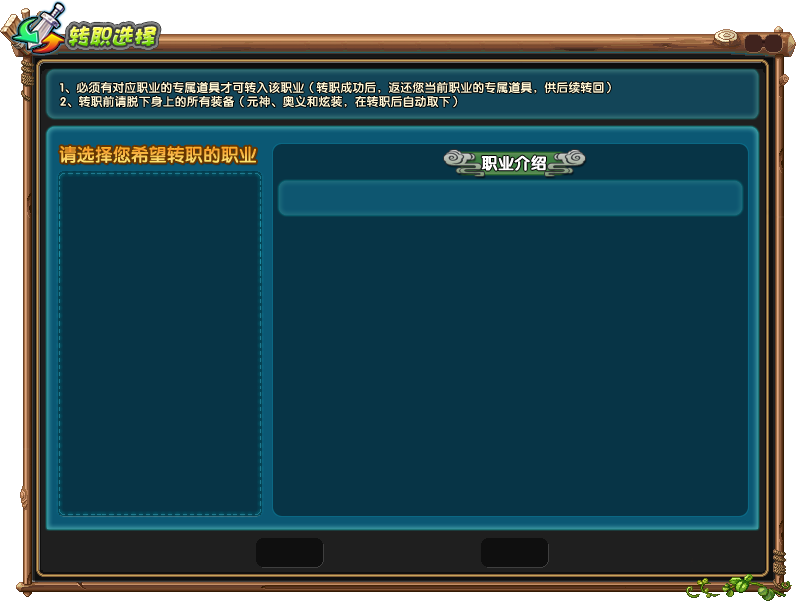 转职选择
1、必须有对应职业的专属道具才可转入该职业（转职成功后，返还您当前职业的专属道具，供后续转回）
2、转职前请脱下身上的所有装备（元神、奥义和炫装，在转职后自动取下）
请选择您希望转职的职业
职业介绍